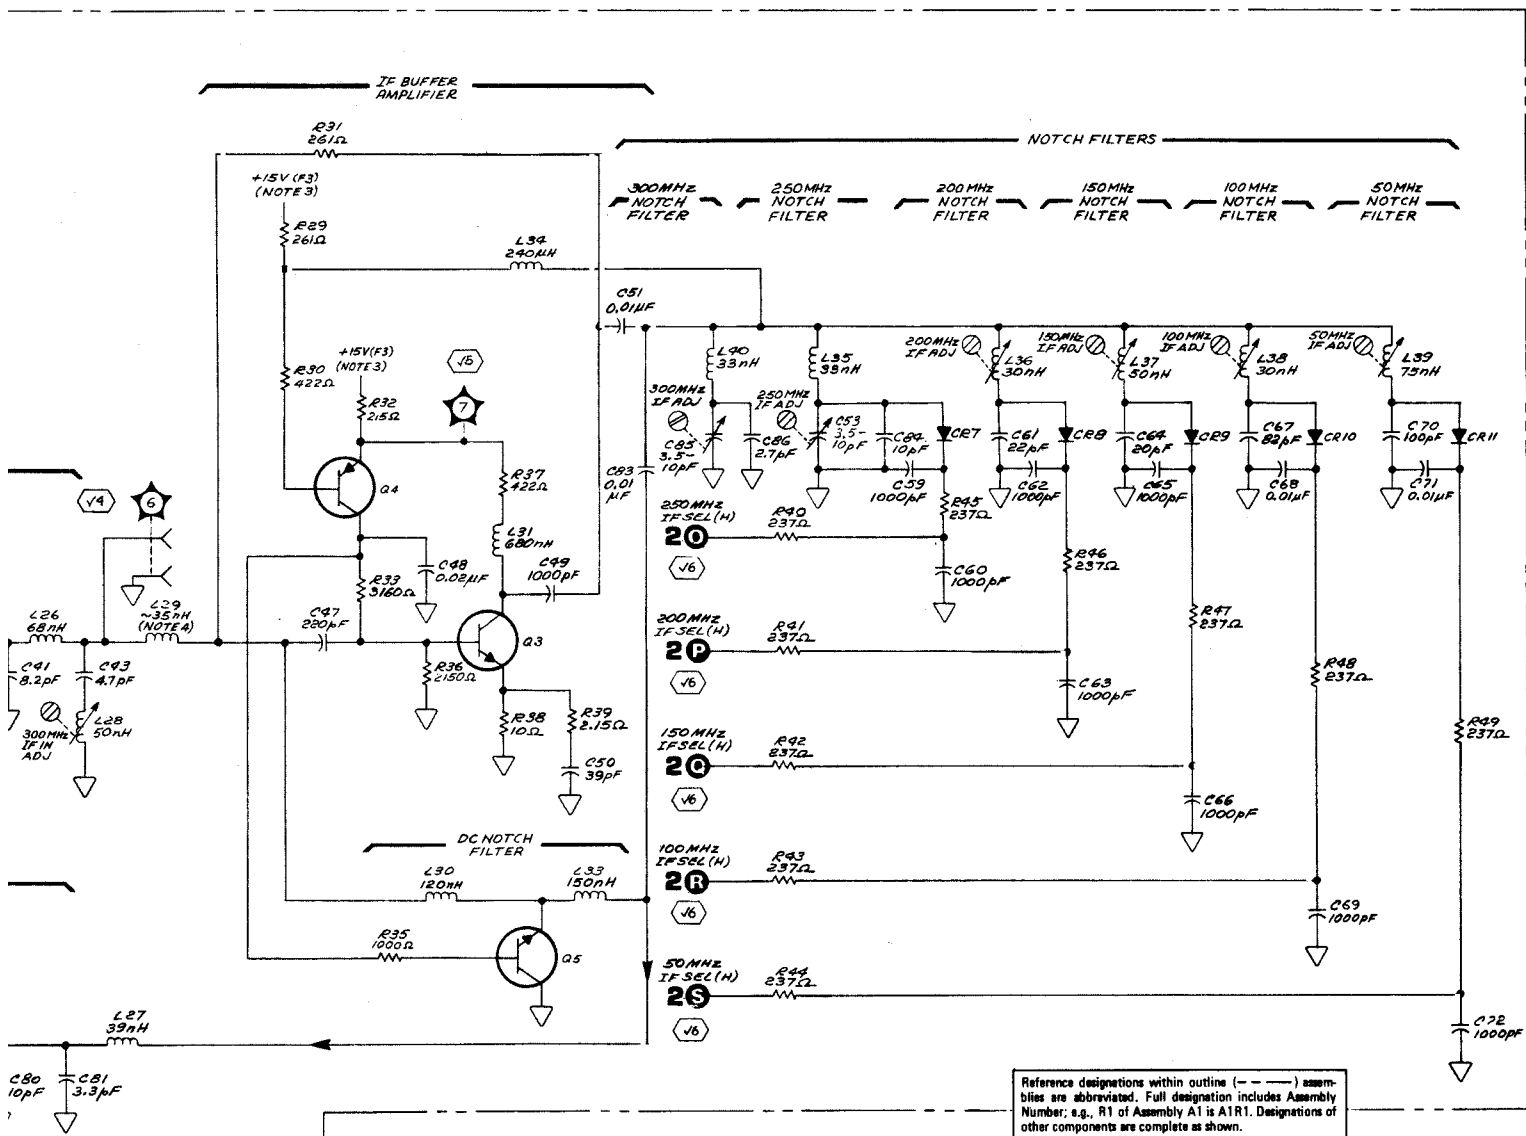 IF BUFFER
AMPLIFIER
NOTCH FILTERS
R31
261Ω
+15V (F3)
(NOTE 3)
300MHz
NOTCH
FILTER
250MHz
NOTCH
FILTER
200MHz
NOTCH
FILTER
150MHz
NOTCH
FILTER
100MHz
NOTCH
FILTER
50MHz
NOTCH
FILTER
R29
261Ω
L34
240µH
C51
0.01µF
R30
422Ω
+15V(F3)
(NOTE 3)
√5
7
R32
215Ω
L40
33nH
L35
39nH
200MHz
IF ADJ
L36
30nH
150MHz
IF ADJ
L37
50nH
100MHz
IF ADJ
L38
30nH
50MHz
IF ADJ
L39
75nH
300MHz
IF ADJ
C85
3.5-
10pF
C86
2.7pF
250MHz
IF ADJ
C53
3.5-
10pF
C84
10pF
CR7
C61
22pF
CR8
C64
20pF
CR9
C67
82pF
CR10
C70
100pF
CR11
C83
0.01
µF
C59
1000pF
C62
1000pF
C65
1000pF
C68
0.01µF
C71
0.01µF
Q4
R37
422Ω
√4
6
L31
680nH
250MHz
IF SEL(H)
2O
√6
R40
237Ω
R45
237Ω
R46
237Ω
C60
1000pF
C48
0.02µF
C49
1000pF
R33
3160Ω
L26
68nH
L29
~35nH
(NOTE 4)
C47
220pF
Q3
200MHz
IF SEL(H)
2P
√6
R41
237Ω
R47
237Ω
C41
8.2pF
C43
4.7pF
R36
2150Ω
C63
1000pF
R48
237Ω
300MHz
IF IN
ADJ
L28
50nH
R38
10Ω
R39
2.15Ω
C50
39pF
150MHz
IF SEL(H)
2Q
√6
R42
237Ω
R49
237Ω
C66
1000pF
DC NOTCH
FILTER
L30
120nH
L33
150nH
100MHz
IF SEL(H)
2R
√6
R43
237Ω
C69
1000pF
R35
1000Ω
Q5
50MHz
IF SEL(H)
2S
√6
R44
237Ω
C72
1000pF
L27
39nH
C80
10pF
C81
3.3pF
Reference designations within outline (– – ––) assem-
blies are abbreviated. Full designation includes Assembly
Number; e.g., R1 of Assembly A1 is A1R1. Designations of
other components are complete as shown.